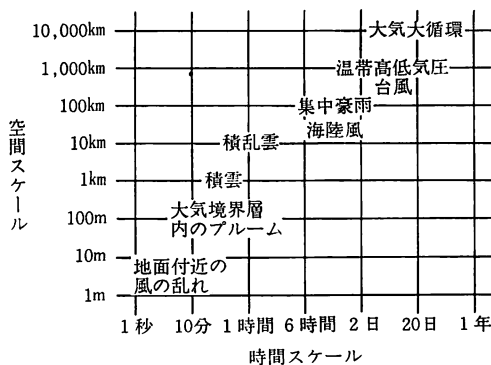 10,000km
大気大循環
1,000km
温帯高低気圧
台風
100km
集中豪雨
海陸風
10km
積乱雲
1km
積雲
100m
大気境界層
内のプルーム
10m
地面付近の
風の乱れ
1m
空間スケール
1秒 10分 1時間 6時間 2日 20日 1年
時間スケール